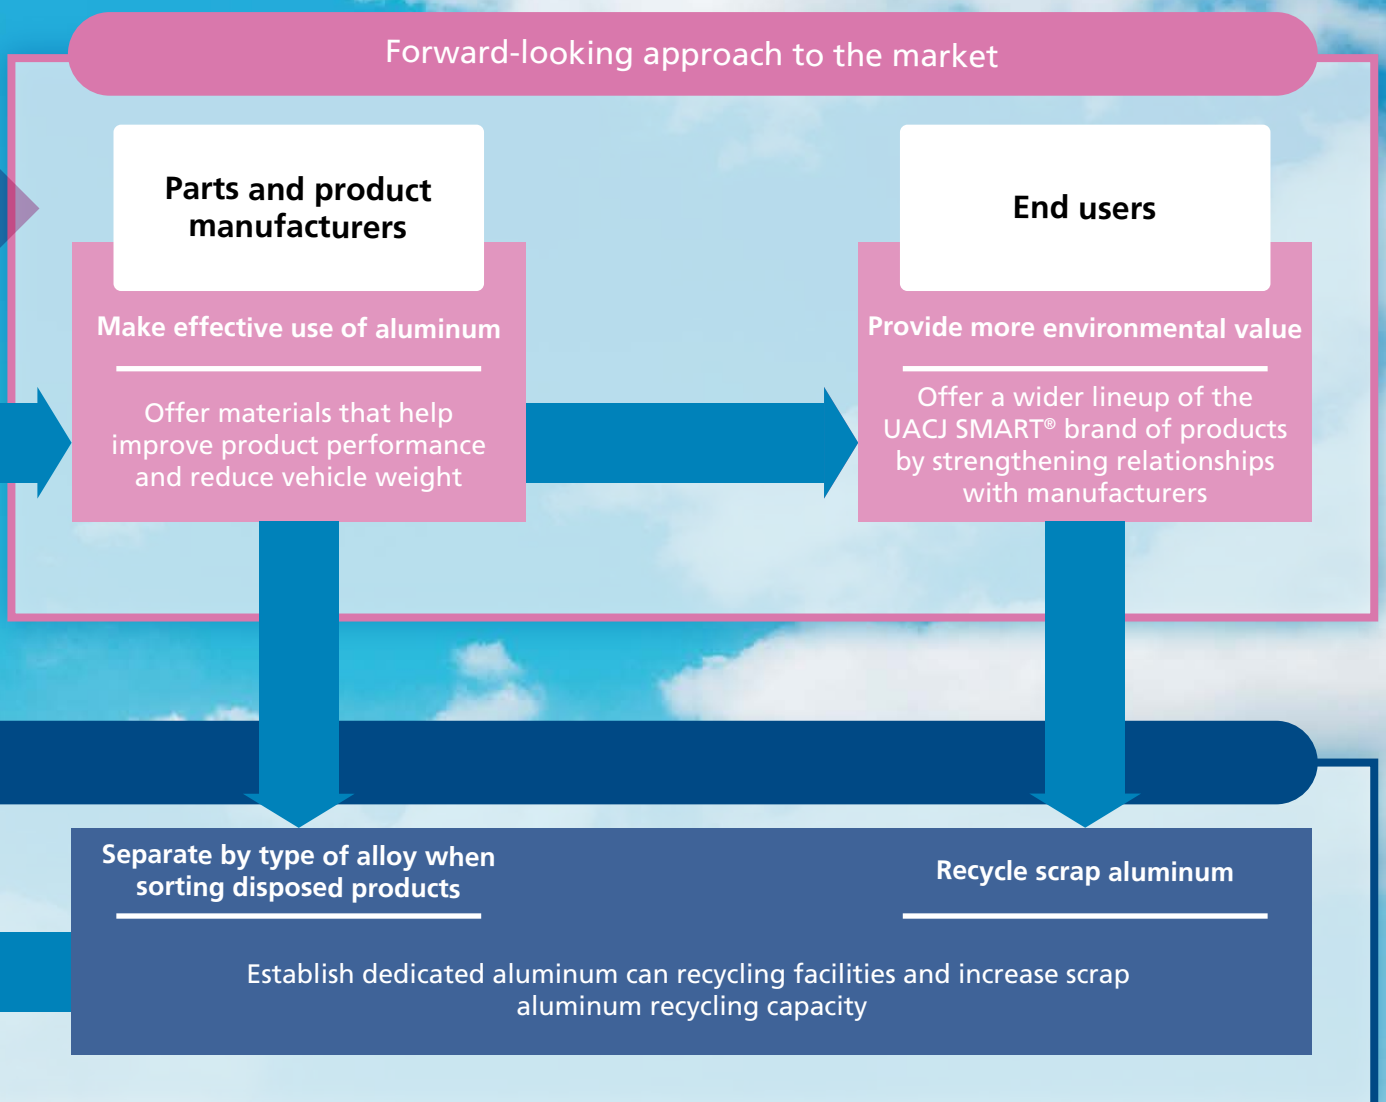 Forward-looking approach to the market
Parts and product
manufacturers
Make effective use of aluminum
Offer materials that help
improve product performance
and reduce vehicle weight
End users
Provide more environmental value
Offer a wider lineup of the
UACJ SMART® brand of products
by strengthening relationships
with manufacturers
Separate by type of alloy when
sorting disposed products
Recycle scrap aluminum
Establish dedicated aluminum can recycling facilities and increase scrap
aluminum recycling capacity